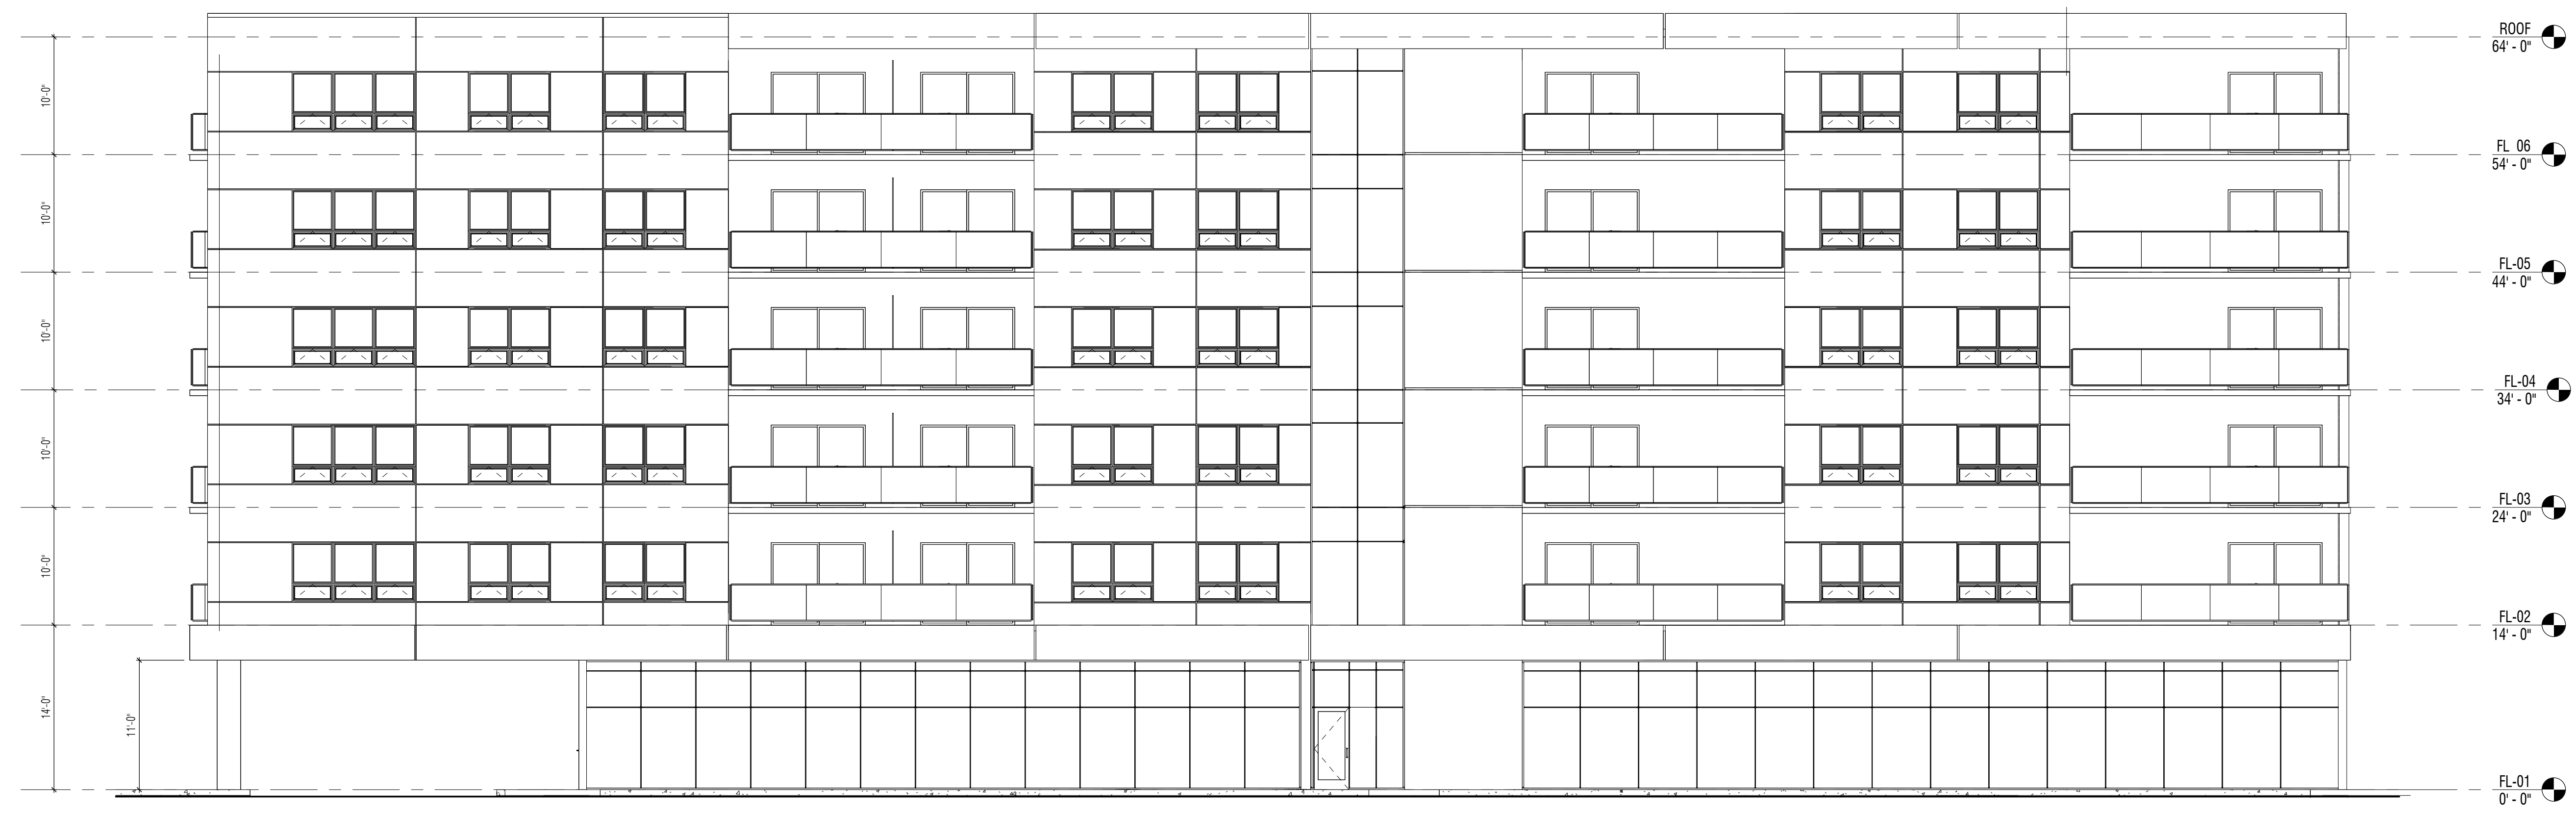 ROOF
64' - 0"
10'-0"
FL 06
54' - 0"
10'-0"
FL-05
44' - 0"
10'-0"
FL-04
34' - 0"
10'-0"
FL-03
24' - 0"
10'-0"
FL-02
14' - 0"
14'-0"
11'-0"
FL-01
0' - 0"